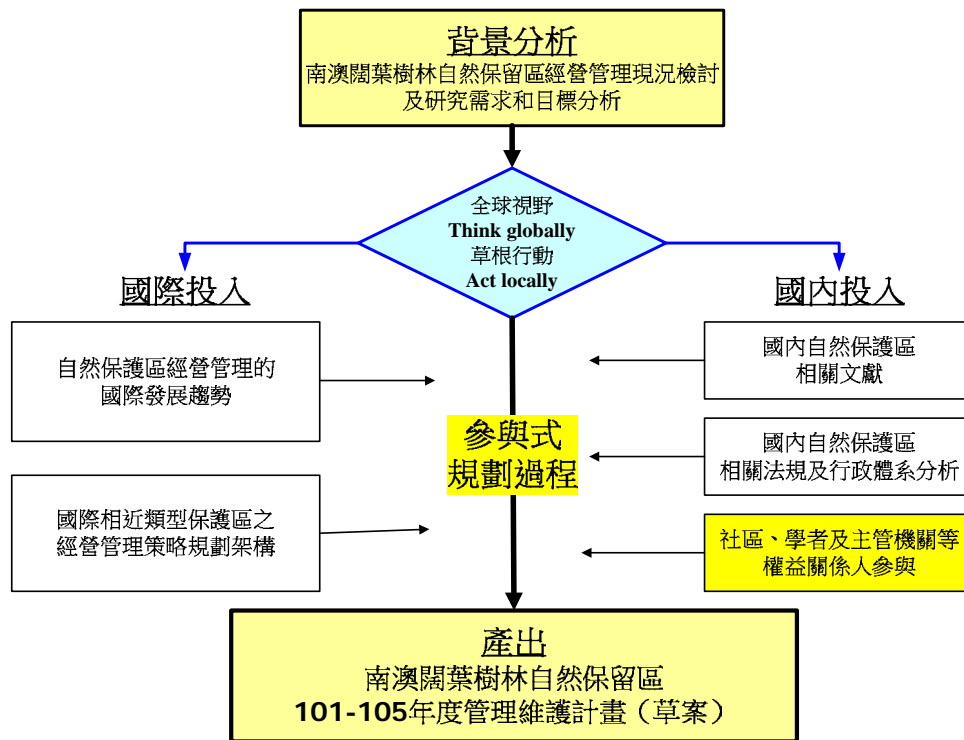 背景分析
南澳闊葉樹林自然保留區經營管理現況檢討
及研究需求和目標分析
全球視野
Think globally
草根行動
Act locally
國際投入
國內投入
自然保護區經營管理的
國際發展趨勢
國內自然保護區
相關文獻
參與式
規劃過程
國內自然保護區
相關法規及行政體系分析
國際相近類型保護區之
經營管理策略規劃架構
社區、學者及主管機關等
權益關係人參與
產出
南澳闊葉樹林自然保留區
101-105年度管理維護計畫（草案）